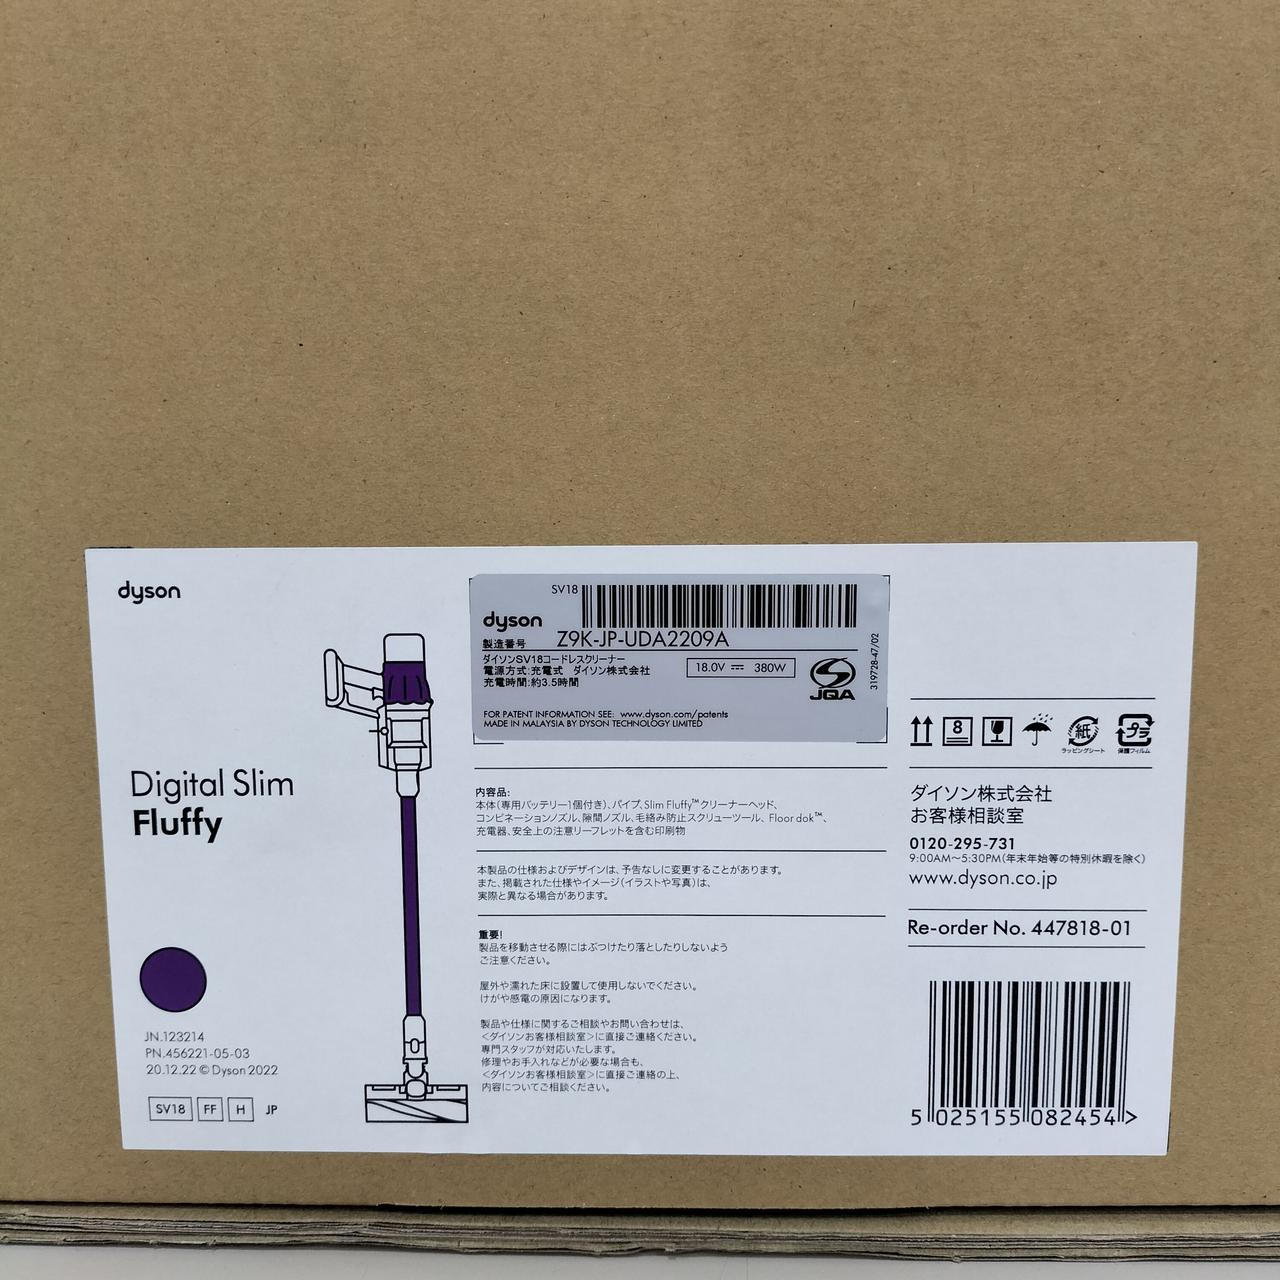 dyson
Digital Slim
Fluffy
JN.123214
PN.456221-05-03
20.12.22 © Dyson 2022
SV18 FF H JP
SV18
dyson
製造番号 Z9K-JP-UDA2209A
ダイソンSV18コードレスクリーナー
電源方式:充電式 ダイソン株式会社
充電時間:約3.5時間
18.0V 380W
JQA
319728-47/02
FOR PATENT INFORMATION SEE: www.dyson.com/patents
MADE IN MALAYSIA BY DYSON TECHNOLOGY LIMITED
内容品:
本体(専用バッテリー1個付き)、パイプ、Slim Fluffy™クリーナーヘッド、
コンビネーションノズル、隙間ノズル、毛絡み防止スクリューツール、Floor dok™、
充電器、安全上の注意リーフレットを含む印刷物
本製品の仕様およびデザインは、予告なしに変更することがあります。
また、掲載された仕様やイメージ(イラストや写真)は、
実際と異なる場合があります。
重要!
製品を移動させる際にはぶつけたり落としたりしないよう
ご注意ください。
屋外や濡れた床に設置して使用しないでください。
けがや感電の原因になります。
製品や仕様に関するご相談やお問い合わせは、
<ダイソンお客様相談室>に直接ご連絡ください。
専門スタッフが対応いたします。
修理やお手入れなどが必要な場合も、
<ダイソンお客様相談室>に直接ご連絡の上、
内容についてご相談ください。
8
紙
プラ
ラッピングシート
保護フィルム
ダイソン株式会社
お客様相談室
0120-295-731
9:00AM～5:30PM(年末年始等の特別休暇を除く)
www.dyson.co.jp
Re-order No. 447818-01
5 025155 082454 >